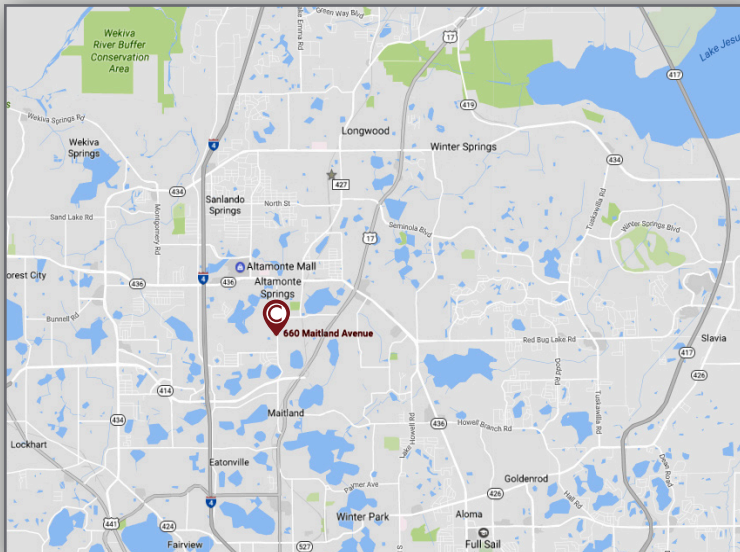 Green Way Blvd
Lake Emma Rd
Wekiva
River Buffer
Conservation
Area
17
Lake Jesu
417
419
Wekiva Springs Rd
4
Longwood
Winter Springs
Wekiva
Springs
434
434
427
Sanlando
Springs
North St
Tuskawilla Rd
Sand Lake Rd
Montgomery Rd
Seminola Blvd
Winter Springs Blvd
17
Altamonte Mall
orest City
436
4
436
Altamonte
Springs
C
660 Maitland Avenue
Bunnell Rd
Red Bug Lake Rd
Slavia
417
426
Dodd Rd
414
Tuskawilla Rd
434
Maitland
Lake Howell Rd
436
Howell Branch Rd
Lockhart
Eatonville
Dean Road
Palmer Ave
Goldenrod
426
Hall Rd
4
441
424
Winter Park
Aloma
Fairview
527
S
Full Sail